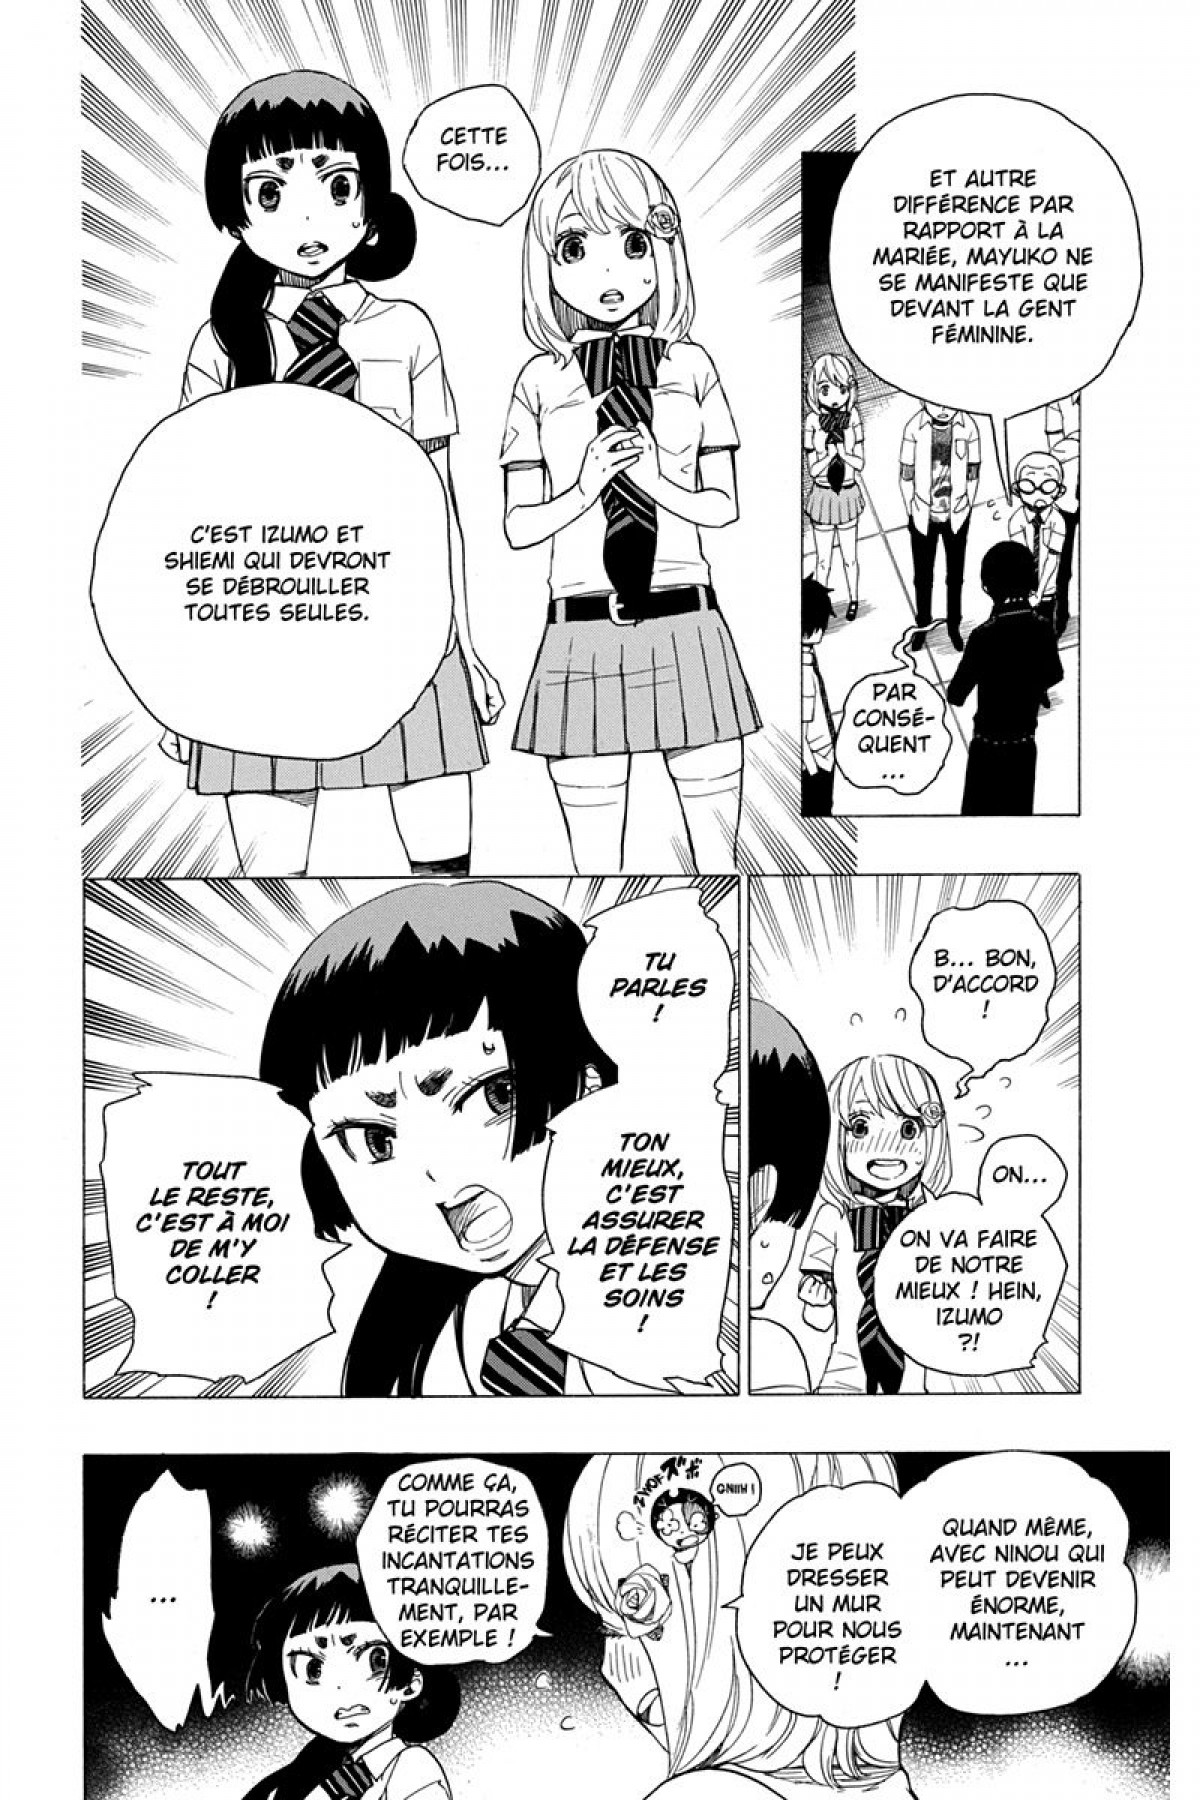 ET AUTRE
DIFFÉRENCE PAR
RAPPORT À LA
MARIÉE, MAYUKO NE
SE MANIFESTE QUE
DEVANT LA GENT
FÉMININE.
PAR
CONSÉ-
QUENT
...
CETTE
FOIS...
C'EST IZUMO ET
SHIEMI QUI DEVRONT
SE DÉBROUILLER
TOUTES SEULES.
B... BON,
D'ACCORD
!
ON...
ON VA FAIRE
DE NOTRE
MIEUX ! HEIN,
IZUMO
?!
TU
PARLES
!
TON
MIEUX,
C'EST
ASSURER
LA DÉFENSE
ET LES
SOINS
!
TOUT
LE RESTE,
C'EST À MOI
DE M'Y
COLLER
!
QUAND MÊME,
AVEC NINOU QUI
PEUT DEVENIR
ÉNORME,
MAINTENANT
...
JE PEUX
DRESSER
UN MUR
POUR NOUS
PROTÉGER
!
GNIIH !
ズボ
ZWOF
COMME ÇA,
TU POURRAS
RÉCITER TES
INCANTATIONS
TRANQUILLE-
MENT, PAR
EXEMPLE !
...